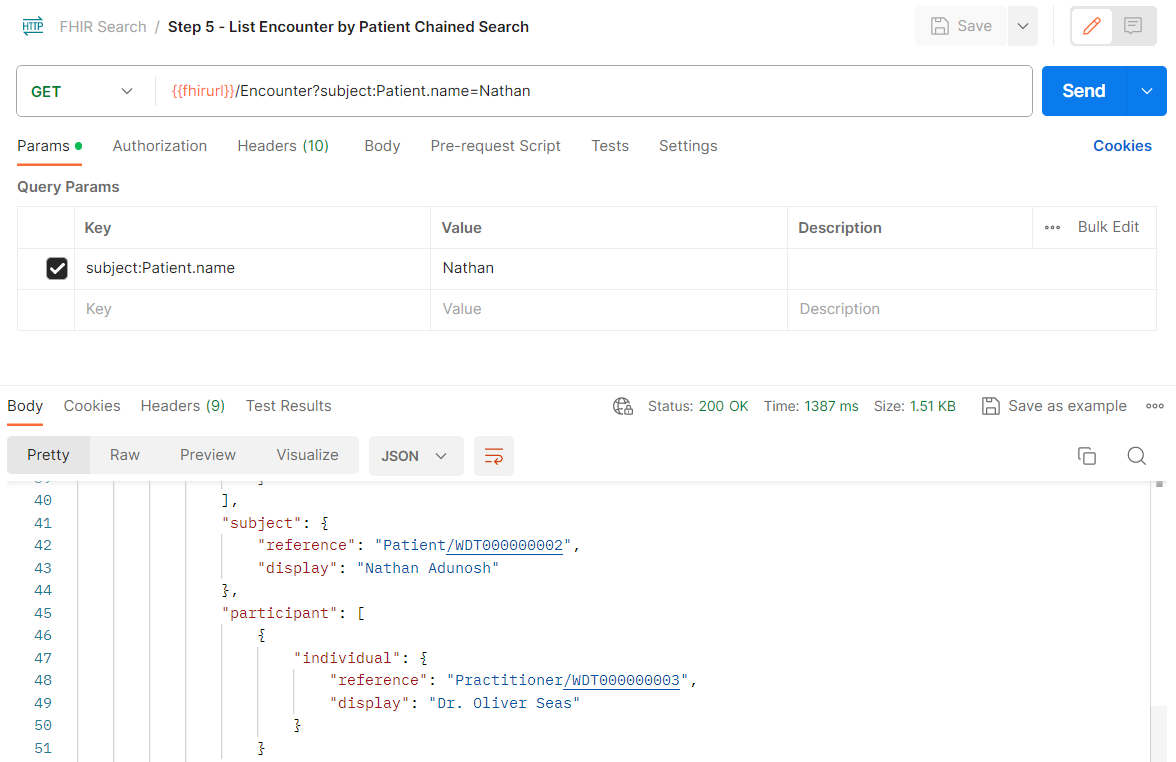 HTTP FHIR Search / Step 5 - List Encounter by Patient Chained Search Save
GET {{fhirurl}}/Encounter?subject:Patient.name=Nathan Send
Params Authorization Headers (10) Body Pre-request Script Tests Settings Cookies
Query Params
Key Value Description Bulk Edit
subject:Patient.name Nathan
Key Value Description
Body Cookies Headers (9) Test Results Status: 200 OK Time: 1387 ms Size: 1.51 KB Save as example
Pretty Raw Preview Visualize JSON
40 ],
41 "subject": {
42 "reference": "Patient/WDT000000002",
43 "display": "Nathan Adunosh"
44 },
45 "participant": [
46 {
47 "individual": {
48 "reference": "Practitioner/WDT000000003",
49 "display": "Dr. Oliver Seas"
50 }
51 }